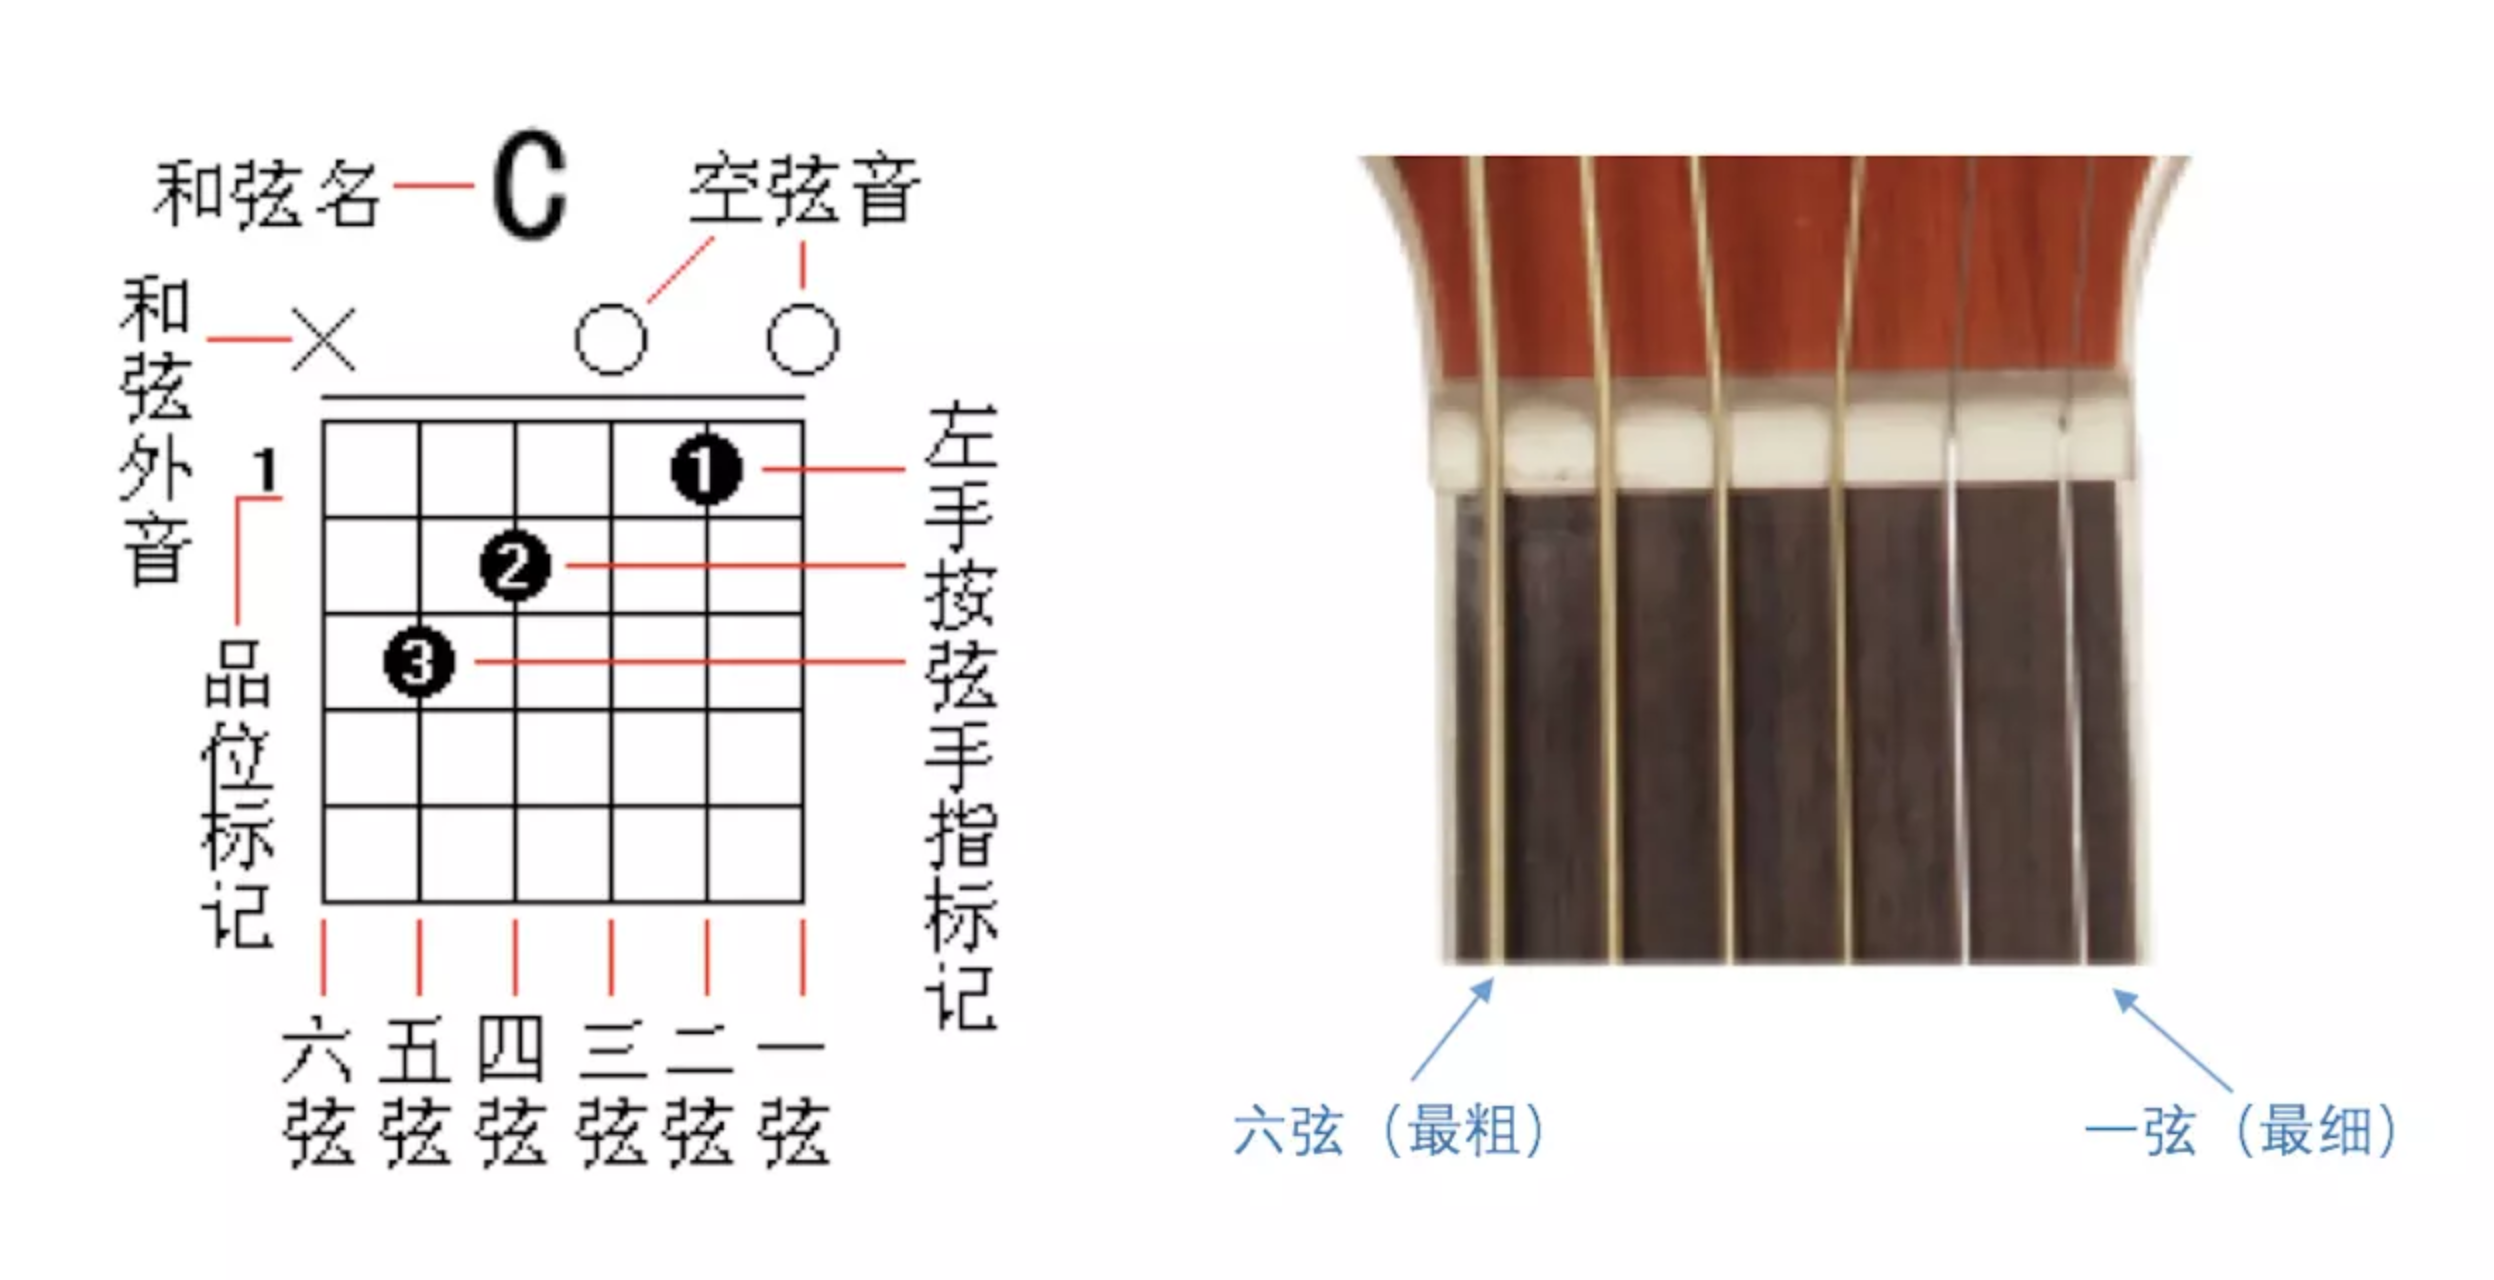 和弦名 C
空弦音
和弦外音
1
品位标记
1
2
3
左手按弦手指标记
六弦 五弦 四弦 三弦 二弦 一弦
六弦（最粗）
一弦（最细）